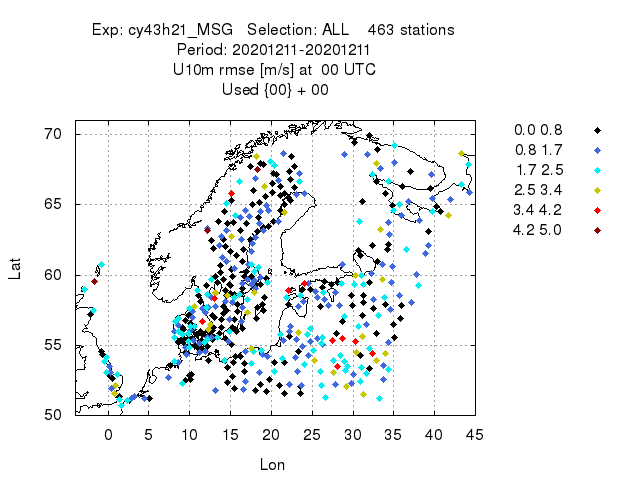 Exp: cy43h21_MSG   Selection: ALL    463 stations
Period: 20201211-20201211
U10m rmse [m/s] at  00 UTC
Used {00} + 00
0.0 0.8
0.8 1.7
1.7 2.5
2.5 3.4
3.4 4.2
4.2 5.0
70
65
60
55
50
Lat
0 5 10 15 20 25 30 35 40 45
Lon